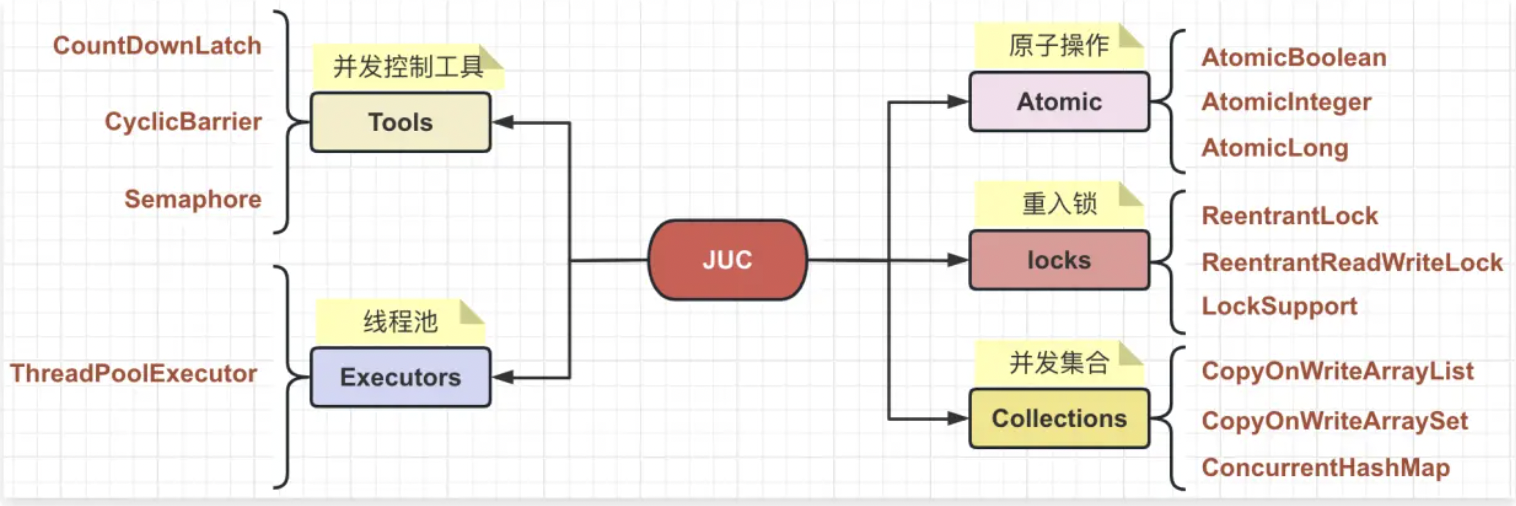 CountDownLatch
CyclicBarrier
Semaphore
并发控制工具
Tools
ThreadPoolExecutor
线程池
Executors
JUC
原子操作
Atomic
AtomicBoolean
AtomicInteger
AtomicLong
重入锁
locks
ReentrantLock
ReentrantReadWriteLock
LockSupport
并发集合
Collections
CopyOnWriteArrayList
CopyOnWriteArraySet
ConcurrentHashMap